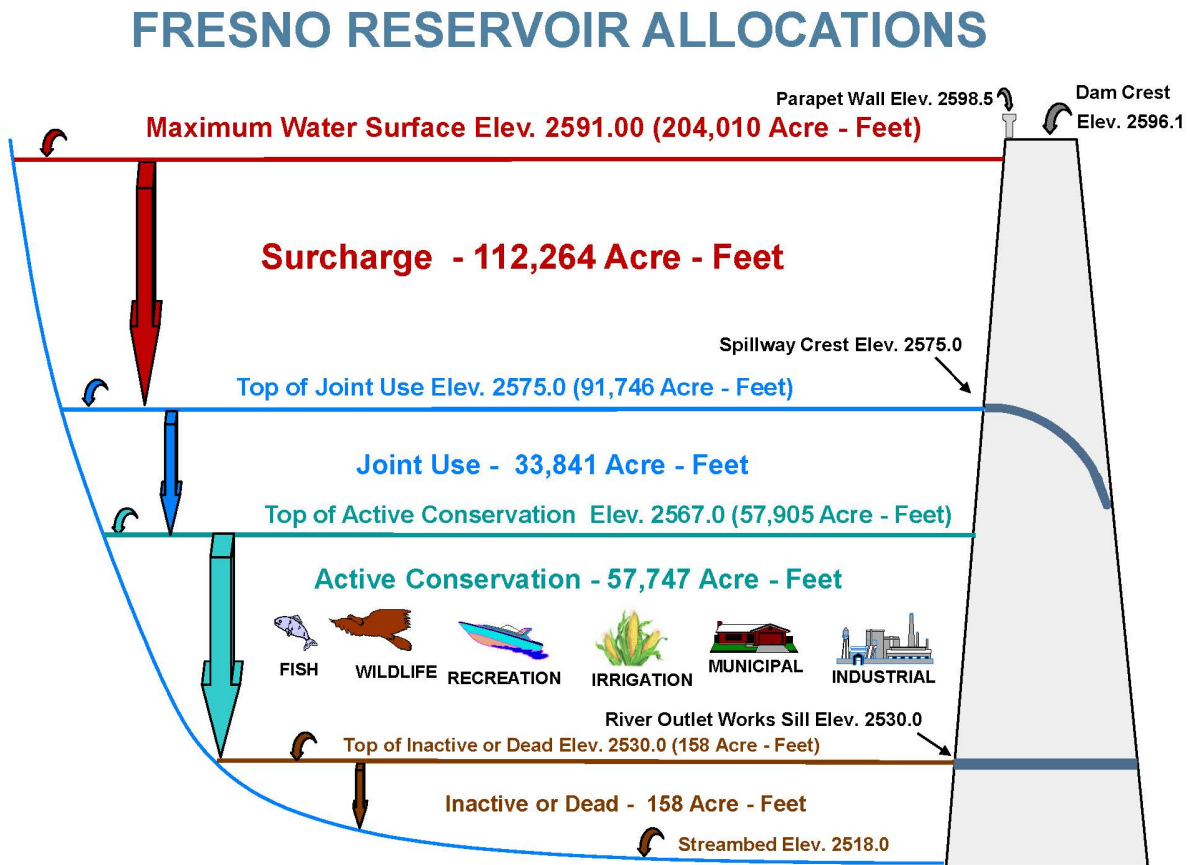 FRESNO RESERVOIR ALLOCATIONS
Parapet Wall Elev. 2598.5
Dam Crest
Elev. 2596.1
Maximum Water Surface Elev. 2591.00 (204,010 Acre - Feet)
Surcharge - 112,264 Acre - Feet
Spillway Crest Elev. 2575.0
Top of Joint Use Elev. 2575.0 (91,746 Acre - Feet)
Joint Use - 33,841 Acre - Feet
Top of Active Conservation Elev. 2567.0 (57,905 Acre - Feet)
Active Conservation - 57,747 Acre - Feet
FISH
WILDLIFE
RECREATION
IRRIGATION
MUNICIPAL
INDUSTRIAL
River Outlet Works Sill Elev. 2530.0
Top of Inactive or Dead Elev. 2530.0 (158 Acre - Feet)
Inactive or Dead - 158 Acre - Feet
Streambed Elev. 2518.0